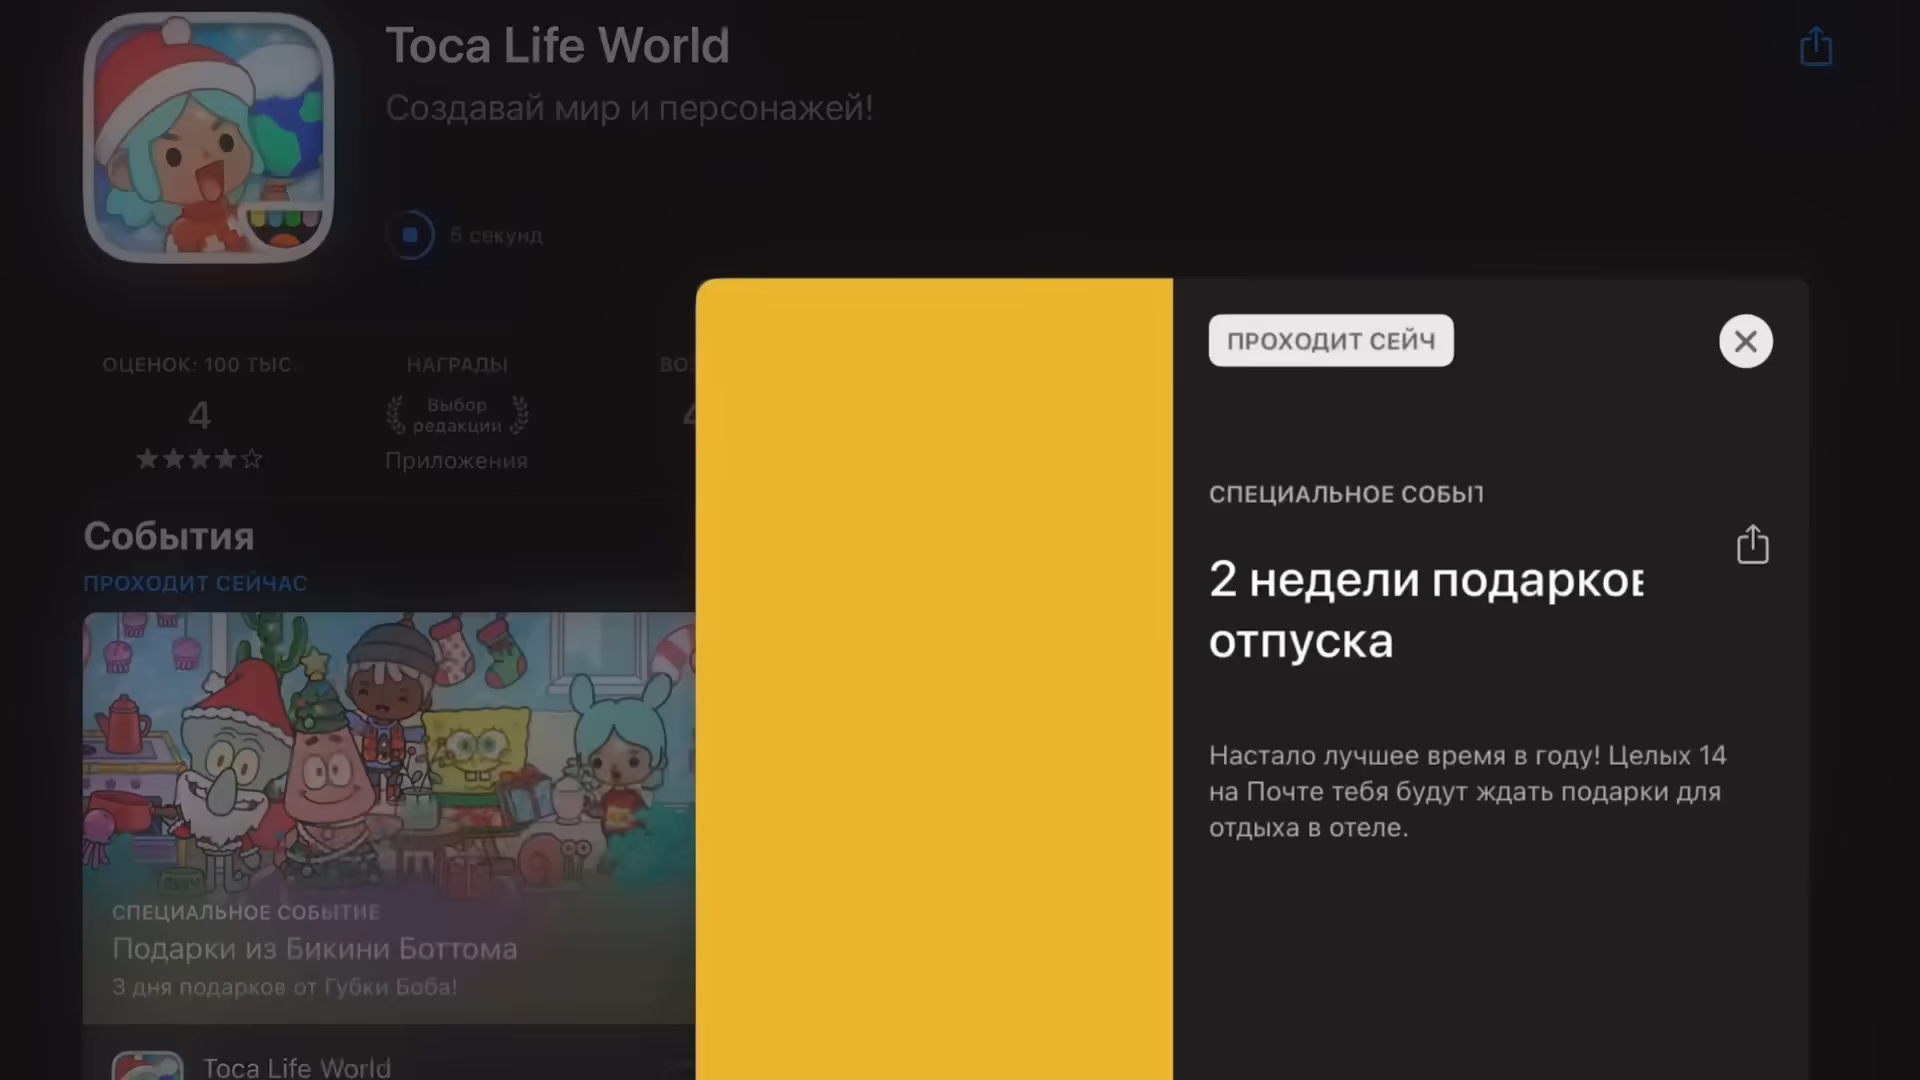 Toca Life World
Создавай мир и персонажей!
5 секунд
ОЦЕНОК: 100 ТЫС.
4
НАГРАДЫ
Выбор
редакции
Приложения
События
ПРОХОДИТ СЕЙЧАС
СПЕЦИАЛЬНОЕ СОБЫТИЕ
Подарки из Бикини Боттома
3 дня подарков от Губки Боба!
Toca Life World
ПРОХОДИТ СЕЙЧ
СПЕЦИАЛЬНОЕ СОБЫТ
2 недели подарков
отпуска
Настало лучшее время в году! Целых 14
на Почте тебя будут ждать подарки для
отдыха в отеле.